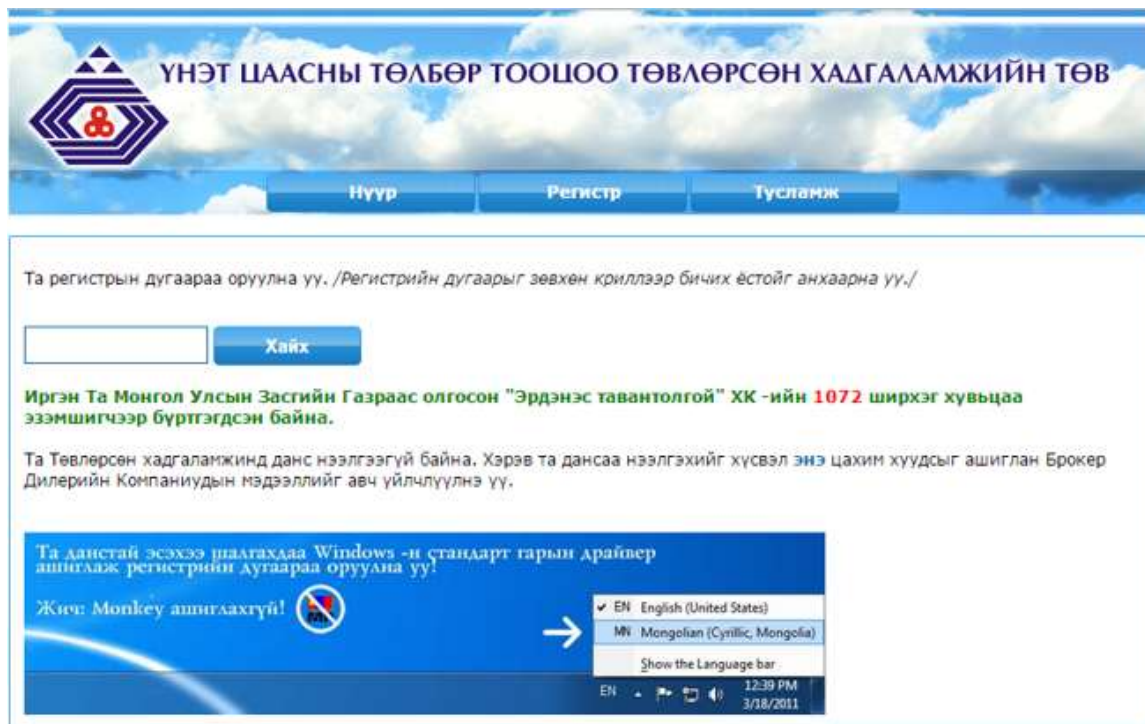 ҮНЭТ ЦААСНЫ ТӨЛБӨР ТООЦОО ТӨВЛӨРСӨН ХАДГАЛАМЖИЙН ТӨВ
Нүүр Регистр Тусламж
Та регистрын дугаараа оруулна уу. /Регистрийн дугаарыг зөвхөн криллээр бичих ёстойг анхаарна уу./
Хайх
Иргэн Та Монгол Улсын Засгийн Газраас олгосон "Эрдэнэс тавантолгой" ХК -ийн 1072 ширхэг хувьцаа
эзэмшигчээр бүртгэгдсэн байна.
Та Төвлөрсөн хадгаламжинд данс нээлгээгүй байна. Хэрэв та дансаа нээлгэхийг хүсвэл энэ цахим хуудсыг ашиглан Брокер
Дилерийн Компаниудын мэдээллийг авч үйлчлүүлнэ үү.
Та данстай эсэхээ шалгахдаа Windows -н стандарт гарын драйвер
ашиглаж регистрийн дугаараа оруулна уу!
Жич: Monkey ашиглахгүй!
✔ EN English (United States)
MN Mongolian (Cyrillic, Mongolia)
Show the Language bar
EN 12:39 PM
3/18/2011